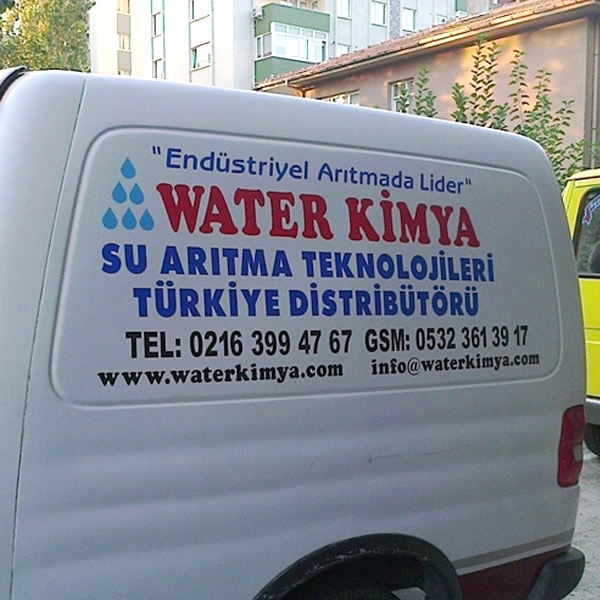 "Endüstriyel Arıtmada Lider"
WATER KİMYA
SU ARITMA TEKNOLOJİLERİ
TÜRKİYE DİSTRİBÜTÖRÜ
TEL: 0216 399 47 67 GSM: 0532 361 39 17
www.waterkimya.com info@waterkimya.com